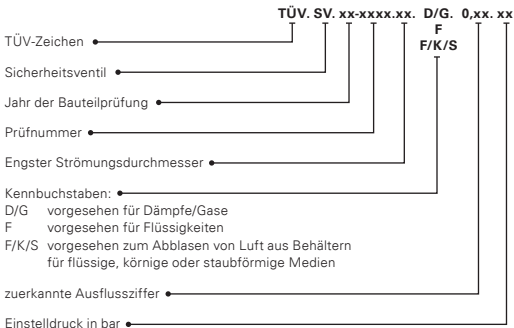 TÜV. SV. xx-xxxx.xx. D/G. 0,xx. xx
F
F/K/S
TÜV-Zeichen
Sicherheitsventil
Jahr der Bauteilprüfung
Prüfnummer
Engster Strömungsdurchmesser
Kennbuchstaben:
D/G vorgesehen für Dämpfe/Gase
F vorgesehen für Flüssigkeiten
F/K/S vorgesehen zum Abblasen von Luft aus Behältern
für flüssige, körnige oder staubförmige Medien
zuerkannte Ausflussziffer
Einstelldruck in bar